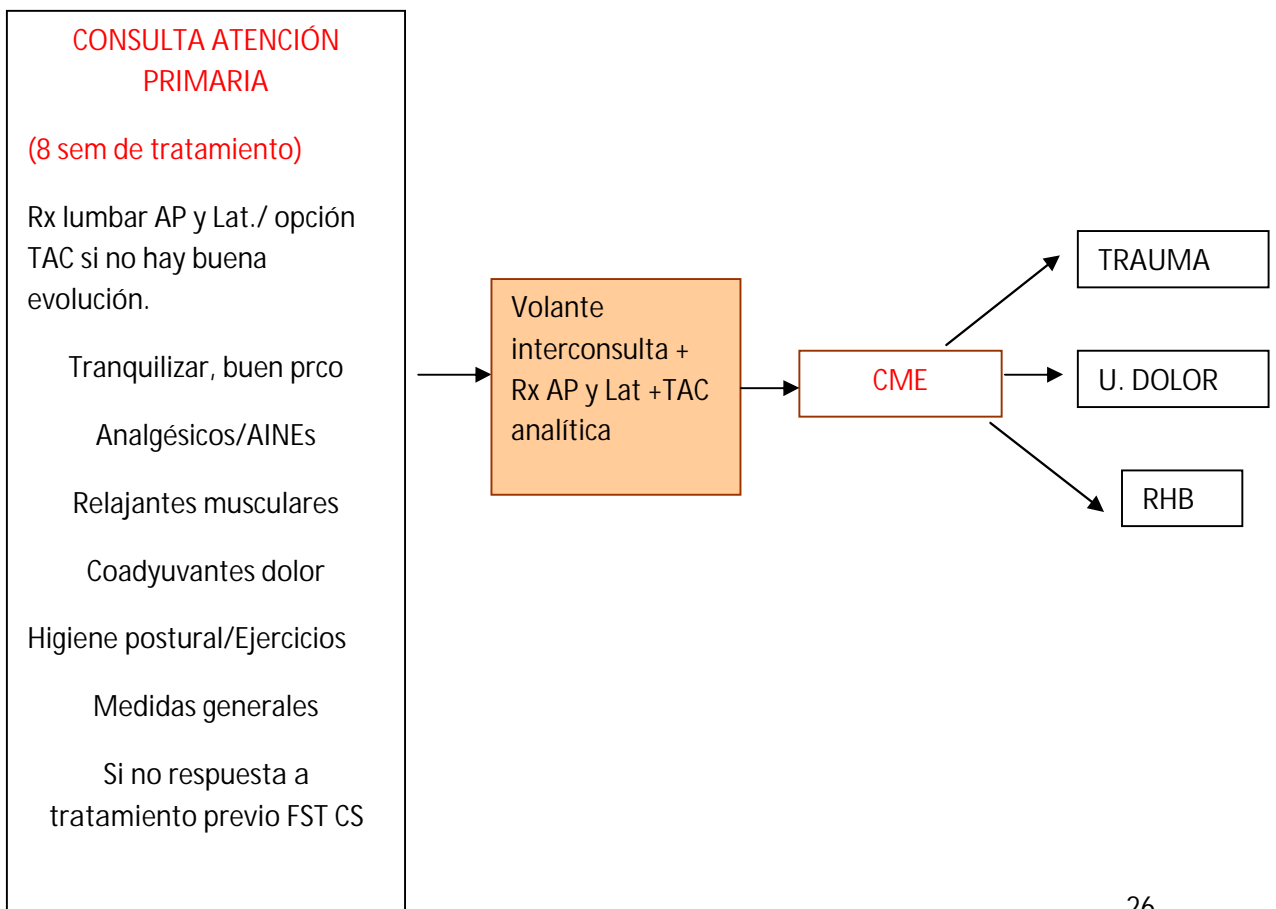 CONSULTA ATENCIÓN
PRIMARIA
(8 sem de tratamiento)
Rx lumbar AP y Lat./ opción
TAC si no hay buena
evolución.
Tranquilizar, buen prco
Analgésicos/AINEs
Relajantes musculares
Coadyuvantes dolor
Higiene postural/Ejercicios
Medidas generales
Si no respuesta a
tratamiento previo FST CS
Volante
interconsulta +
Rx AP y Lat +TAC
analítica
CME
TRAUMA
U. DOLOR
RHB
26